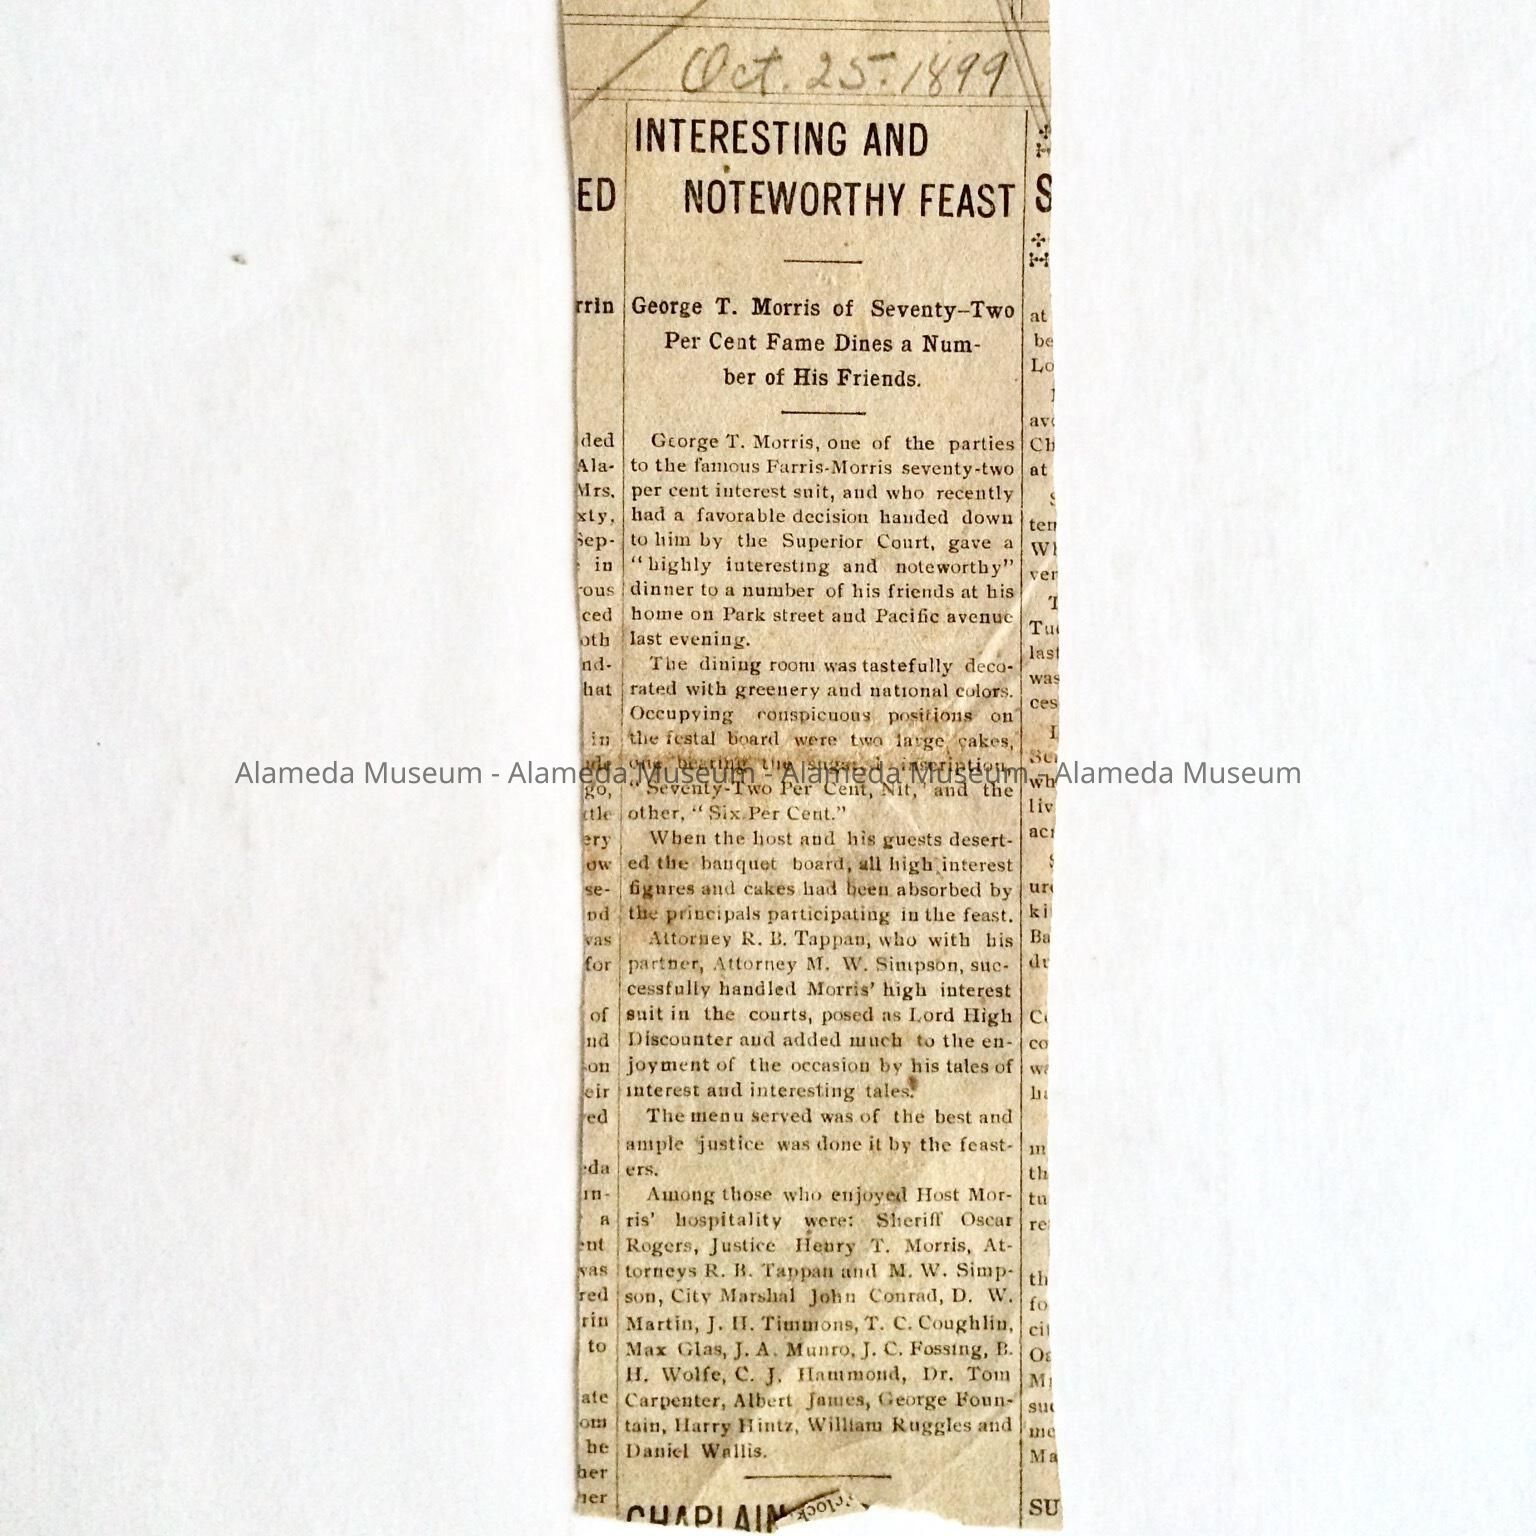 Oct. 25. 1899
INTERESTING AND
NOTEWORTHY FEAST
George T. Morris of Seventy-Two
Per Cent Fame Dines a Num-
ber of His Friends.
George T. Morris, one of the parties
to the famous Farris-Morris seventy-two
per cent interest suit, and who recently
had a favorable decision handed down
to him by the Superior Court, gave a
"highly interesting and noteworthy"
dinner to a number of his friends at his
home on Park street and Pacific avenue
last evening.
The dining room was tastefully deco-
rated with greenery and national colors.
Occupying conspicuous positions on
the festal board were two large cakes,
one bearing the sugared inscription,
"Seventy-Two Per Cent, Nit," and the
other, "Six Per Cent."
When the host and his guests desert-
ed the banquet board, all high interest
figures and cakes had been absorbed by
the principals participating in the feast.
Attorney R. B. Tappan, who with his
partner, Attorney M. W. Simpson, suc-
cessfully handled Morris' high interest
suit in the courts, posed as Lord High
Discounter and added much to the en-
joyment of the occasion by his tales of
interest and interesting tales.
The menu served was of the best and
ample justice was done it by the feast-
ers.
Among those who enjoyed Host Mor-
ris' hospitality were: Sheriff Oscar
Rogers, Justice Henry T. Morris, At-
torneys R. B. Tappan and M. W. Simp-
son, City Marshal John Conrad, D. W.
Martin, J. H. Timmons, T. C. Coughlin,
Max Glas, J. A. Munro, J. C. Fossing, B.
H. Wolfe, C. J. Hammond, Dr. Tom
Carpenter, Albert James, George Foun-
tain, Harry Hintz, William Ruggles and
Daniel Wallis.
CHAPLAIN
Alameda Museum - Alameda Museum - Alameda Museum - Alameda Museum